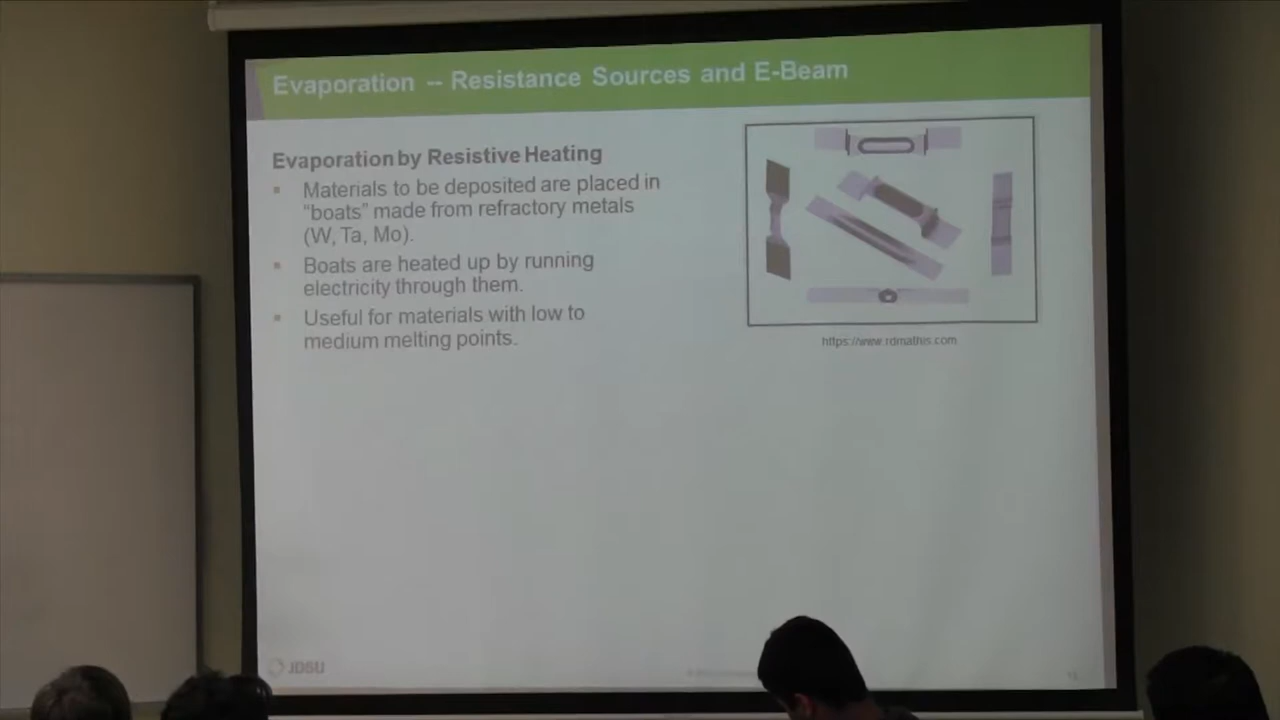 Evaporation -- Resistance Sources and E-Beam
Evaporation by Resistive Heating
▪ Materials to be deposited are placed in
“boats” made from refractory metals
(W, Ta, Mo).
▪ Boats are heated up by running
electricity through them.
▪ Useful for materials with low to
medium melting points.
https://www.rdmathis.com
JDSU